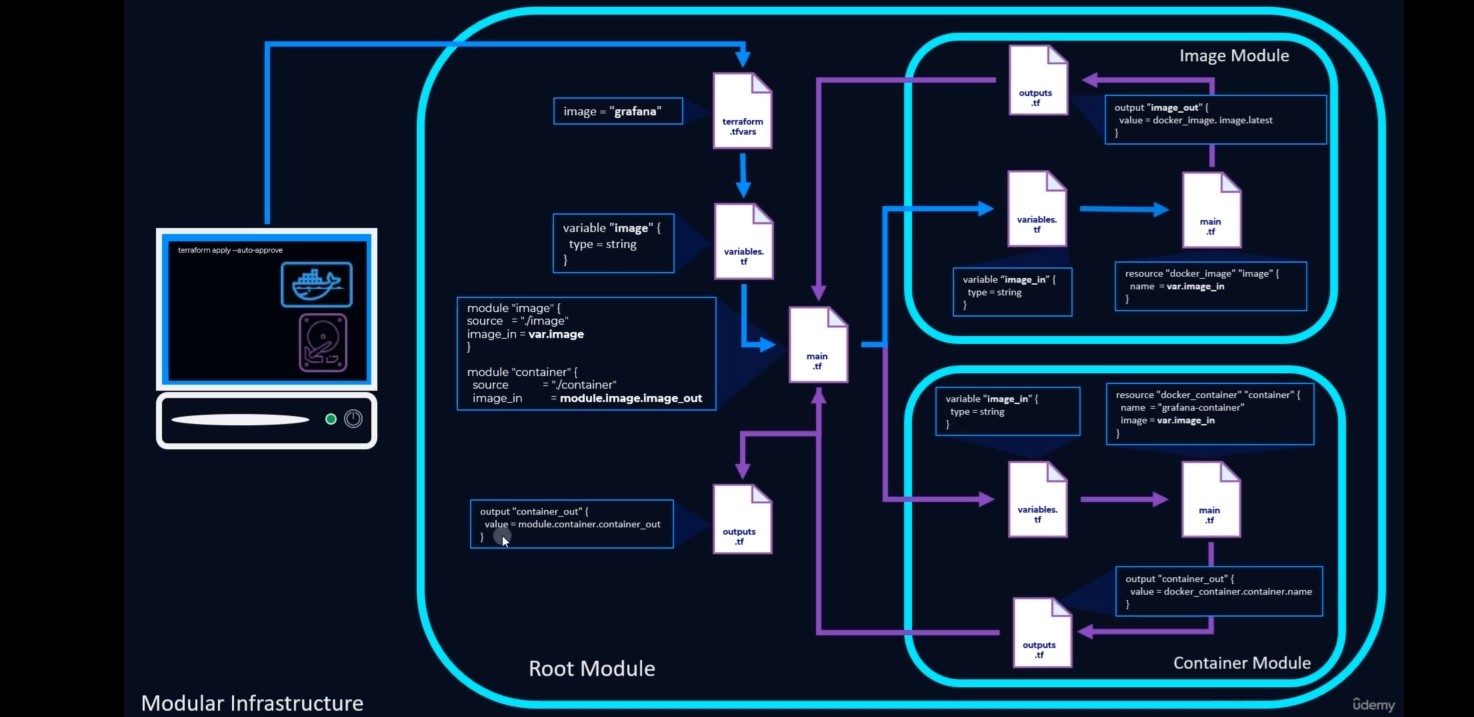 Image Module
outputs
.tf
output "image_out" {
value = docker_image. image.latest
}
image = "grafana"
terraform
.tfvars
variable "image" {
type = string
}
variables.
tf
variables.
tf
main
.tf
variable "image_in" {
type = string
}
resource "docker_image" "image" {
name = var.image_in
}
terraform apply --auto-approve
module "image" {
source = "./image"
image_in = var.image
}
module "container" {
source = "./container"
image_in = module.image.image_out
main
.tf
variable "image_in" {
type = string
}
resource "docker_container" "container" {
name = "grafana-container"
image = var.image_in
}
variables.
tf
main
.tf
output "container_out" {
value = module.container.container_out
}
outputs
.tf
output "container_out" {
value = docker_container.container.name
}
outputs
.tf
Root Module
Container Module
Modular Infrastructure
ûdemy